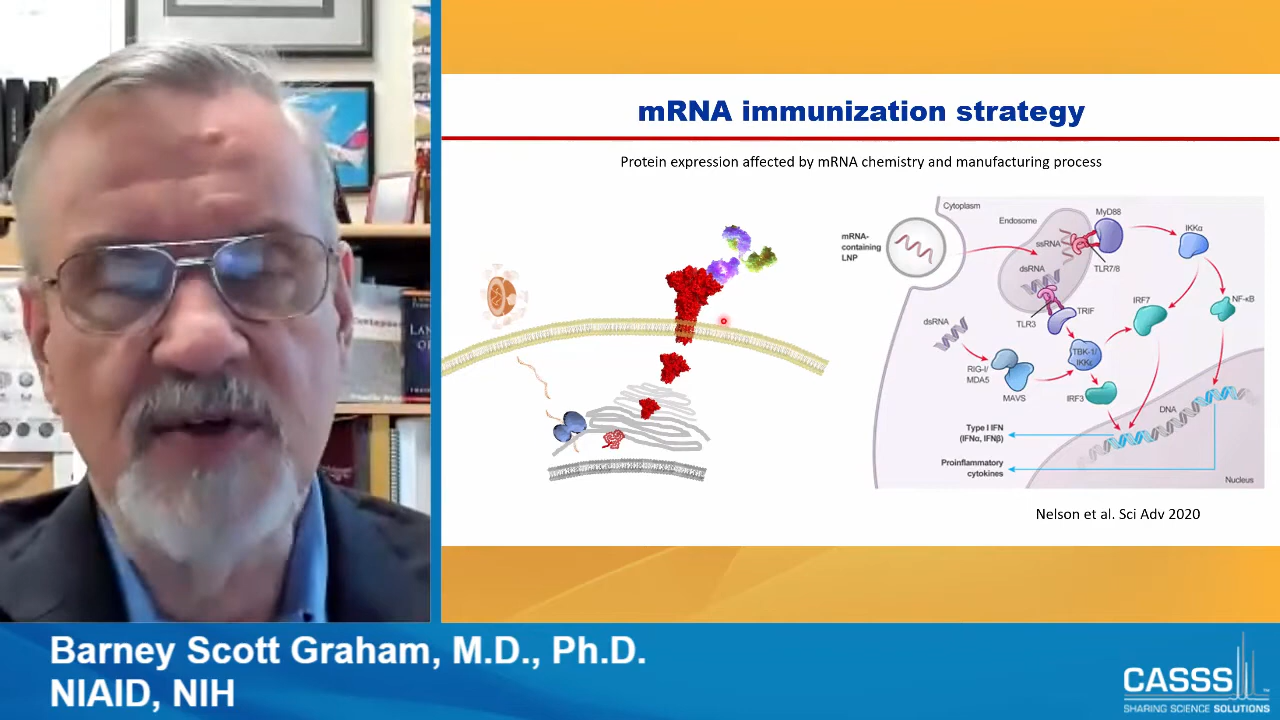 mRNA immunization strategy
Protein expression affected by mRNA chemistry and manufacturing process
Cytoplasm
mRNA-
containing
LNP
Endosome
MyD88
ssRNA
TLR7/8
dsRNA
TLR3
TRIF
IKKα
IRF7
NF-κB
dsRNA
RIG-I/
MDA5
MAVS
TBK-1/
IKKε
IRF3
DNA
Type I IFN
(IFNα, IFNβ)
Proinflammatory
cytokines
Nucleus
Nelson et al. Sci Adv 2020
Barney Scott Graham, M.D., Ph.D.
NIAID, NIH
CASSS
SHARING SCIENCE SOLUTIONS